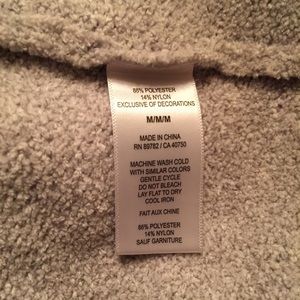 86% POLYESTER
14% NYLON
EXCLUSIVE OF DECORATIONS
M/M/M
MADE IN CHINA
RN 89782 / CA 40750
MACHINE WASH COLD
WITH SIMILAR COLORS
GENTLE CYCLE
DO NOT BLEACH
LAY FLAT TO DRY
COOL IRON
FAIT AUX CHINE
86% POLYESTER
14% NYLON
SAUF GARNITURE